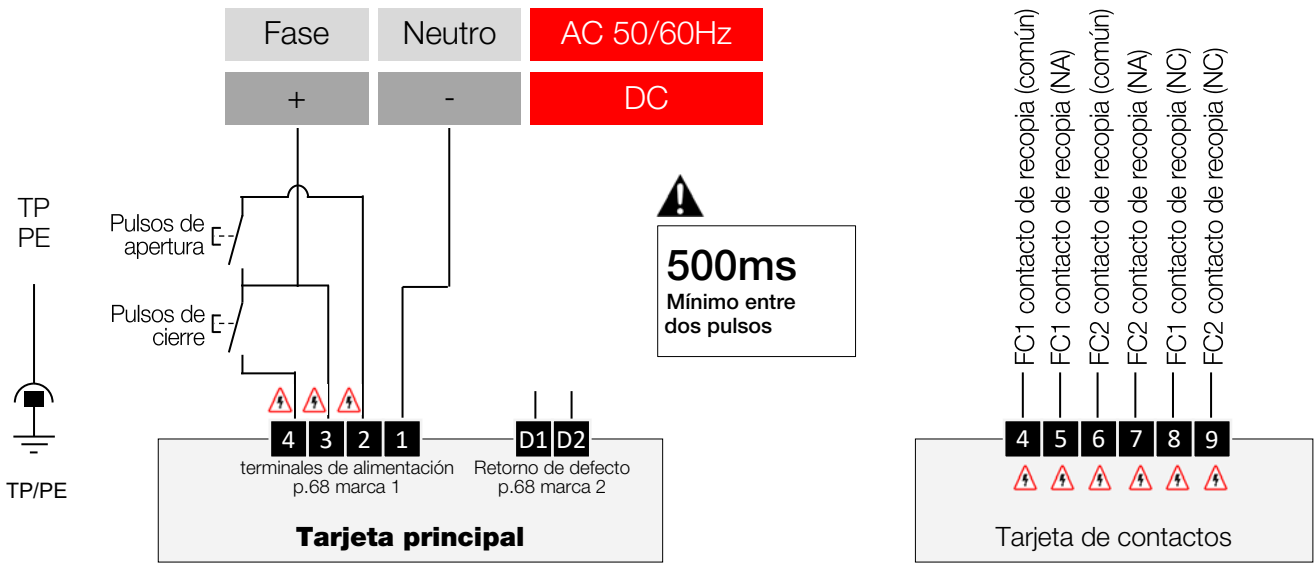 Fase
Neutro
AC 50/60Hz
+
-
DC
TP
PE
Pulsos de
apertura
Pulsos de
cierre
500ms
Mínimo entre
dos pulsos
FC1 contacto de recopia (común)
FC1 contacto de recopia (NA)
FC2 contacto de recopia (común)
FC2 contacto de recopia (NA)
FC1 contacto de recopia (NC)
FC2 contacto de recopia (NC)
4 3 2 1
D1 D2
terminales de alimentación
p.68 marca 1
Retorno de defecto
p.68 marca 2
Tarjeta principal
TP/PE
4 5 6 7 8 9
Tarjeta de contactos